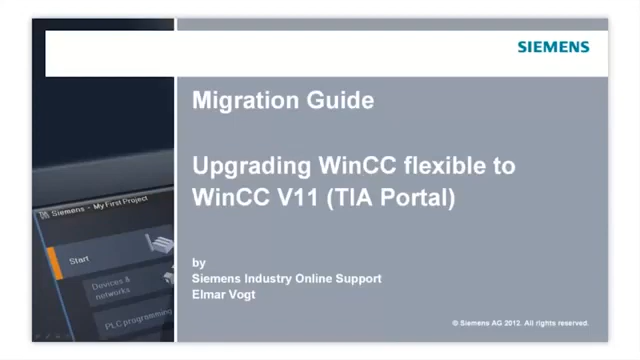 SIEMENS
Migration Guide
Upgrading WinCC flexible to
WinCC V11 (TIA Portal)
Siemens - My First Project
Start
Devices &
networks
PLC programming
by
Siemens Industry Online Support
Elmar Vogt
© Siemens AG 2012. All rights reserved.